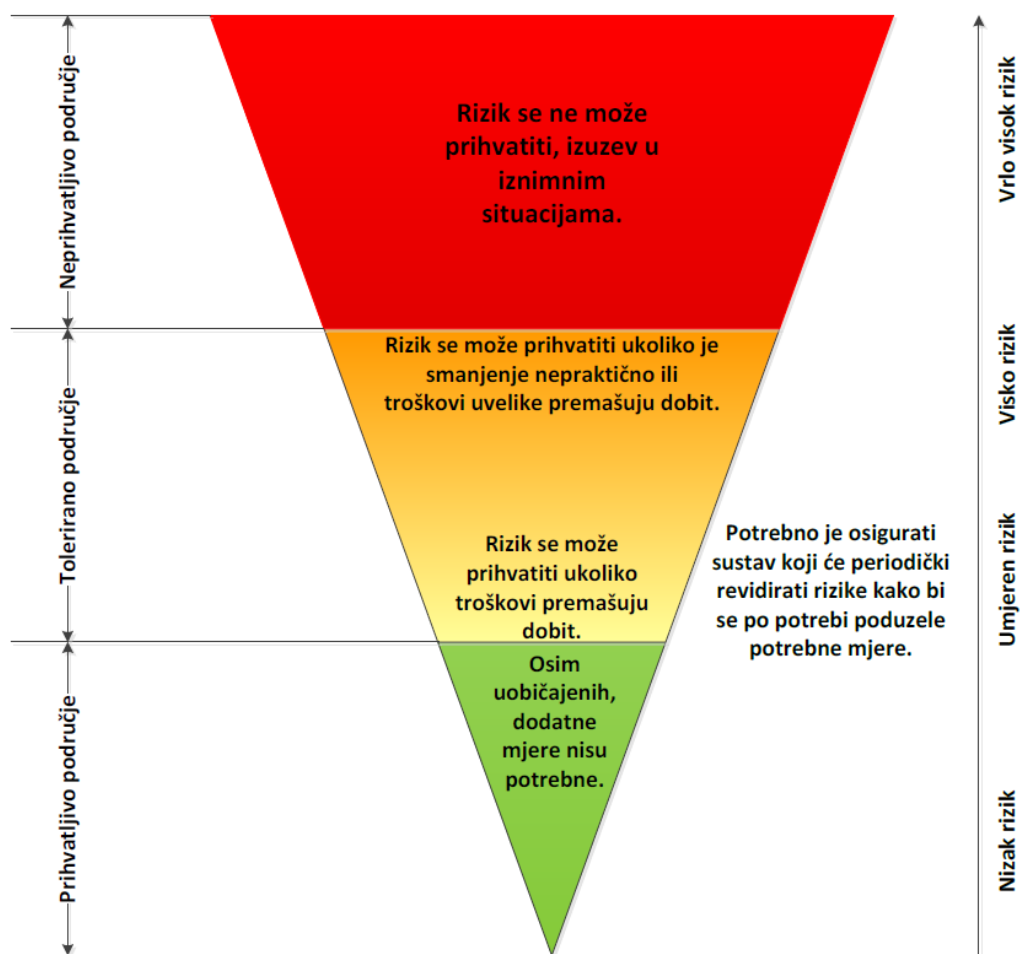 Neprihvatljivo područje
Rizik se ne može
prihvatiti, izuzev u
iznimnim
situacijama.
Vrlo visok rizik
Tolerirano područje
Rizik se može prihvatiti ukoliko je
smanjenje nepraktično ili
troškovi uvelike premašuju dobit.
Visko rizik
Rizik se može
prihvatiti ukoliko
troškovi premašuju
dobit.
Potrebno je osigurati
sustav koji će periodički
revidirati rizike kako bi
se po potrebi poduzele
potrebne mjere.
Umjeren rizik
Prihvatljivo područje
Osim
uobičajenih,
dodatne
mjere nisu
potrebne.
Nizak rizik